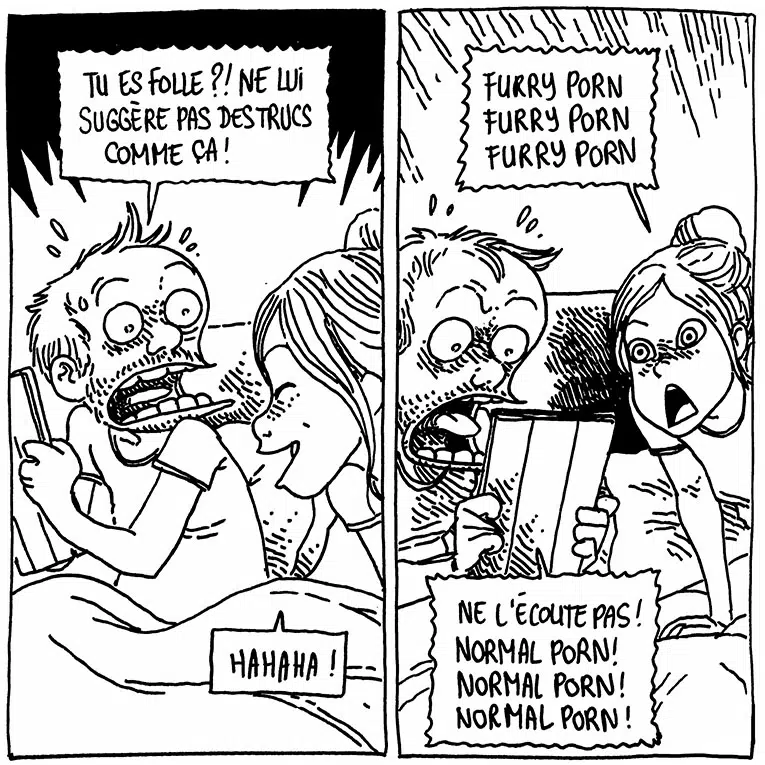 TU ES FOLLE ?! NE LUI
SUGGÈRE PAS DES TRUCS
COMME ÇA !
HAHAHA !
FURRY PORN
FURRY PORN
FURRY PORN
NE L'ÉCOUTE PAS !
NORMAL PORN !
NORMAL PORN !
NORMAL PORN !